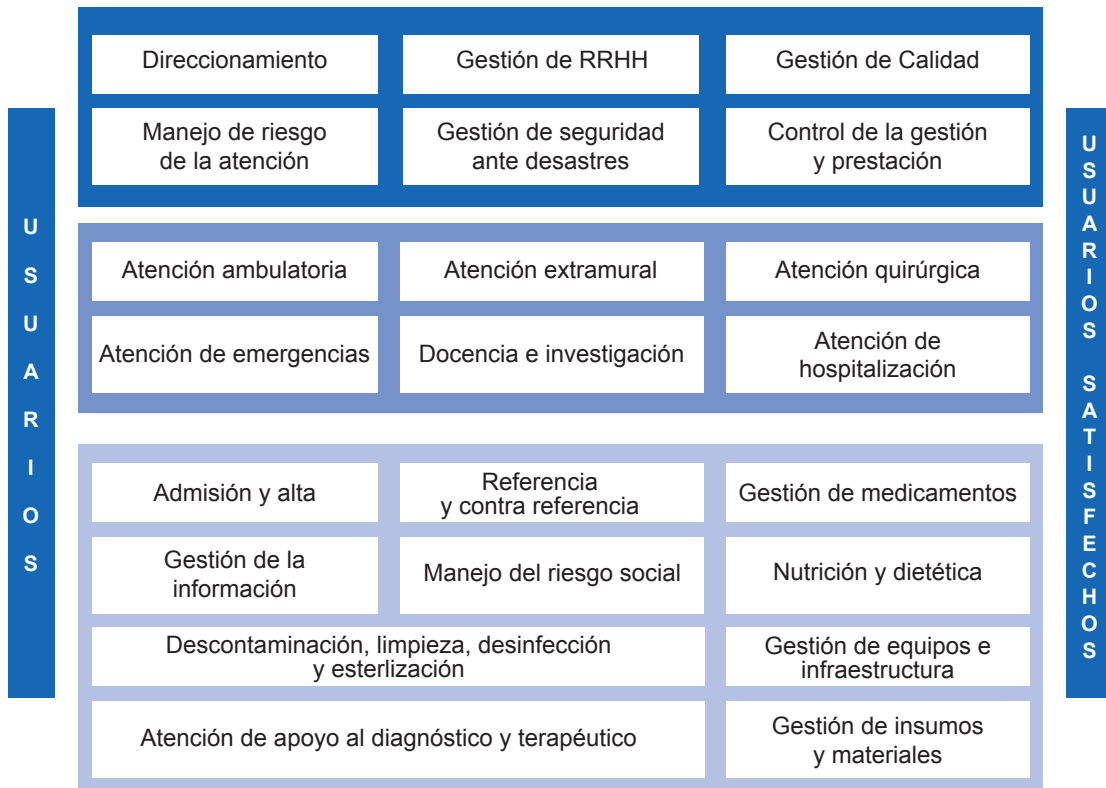 USUARIOS
Direccionamiento
Gestión de RRHH
Gestión de Calidad
Manejo de riesgo
de la atención
Gestión de seguridad
ante desastres
Control de la gestión
y prestación
Atención ambulatoria
Atención extramural
Atención quirúrgica
Atención de emergencias
Docencia e investigación
Atención de
hospitalización
Admisión y alta
Referencia
y contra referencia
Gestión de medicamentos
Gestión de la
información
Manejo del riesgo social
Nutrición y dietética
Descontaminación, limpieza, desinfección
y esterlización
Gestión de equipos e
infraestructura
Atención de apoyo al diagnóstico y terapéutico
Gestión de insumos
y materiales
USUARIOS SATISFECHOS